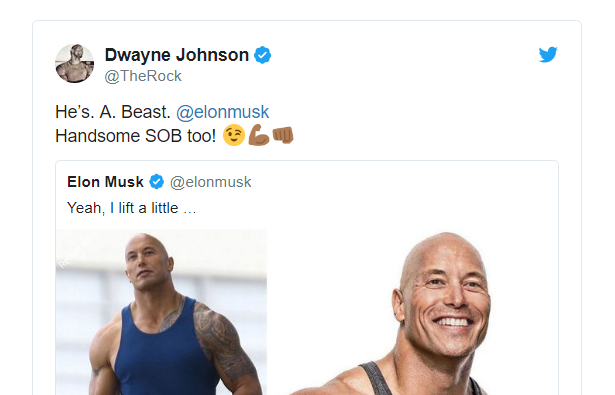 Dwayne Johnson
@TheRock
He’s. A. Beast. @elonmusk
Handsome SOB too! 😉💪🏾👊🏾
Elon Musk @elonmusk
Yeah, I lift a little …